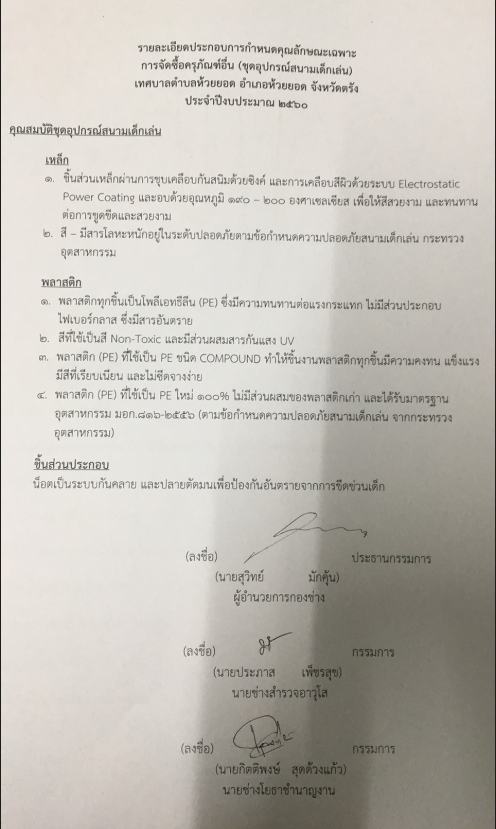 รายละเอียดประกอบการกำหนดคุณลักษณะเฉพาะ
การจัดซื้อครุภัณฑ์อื่น (ชุดอุปกรณ์สนามเด็กเล่น)
เทศบาลตำบลห้วยยอด อำเภอห้วยยอด จังหวัดตรัง
ประจำปีงบประมาณ ๒๕๖๐
คุณสมบัติชุดอุปกรณ์สนามเด็กเล่น
เหล็ก
๑. ชิ้นส่วนเหล็กผ่านการชุบเคลือบกันสนิมด้วยซิงค์ และการเคลือบสีผิวด้วยระบบ Electrostatic
Power Coating และอบด้วยอุณหภูมิ ๑๙๐ – ๒๐๐ องศาเซลเซียส เพื่อให้สีสวยงาม และทนทาน
ต่อการขูดขีดและสวยงาม
๒. สี – มีสารโลหะหนักอยู่ในระดับปลอดภัยตามข้อกำหนดความปลอดภัยสนามเด็กเล่น กระทรวง
อุตสาหกรรม
พลาสติก
๑. พลาสติกทุกชิ้นเป็นโพลีเอทธีลีน (PE) ซึ่งมีความทนทานต่อแรงกระแทก ไม่มีส่วนประกอบ
ไฟเบอร์กลาส ซึ่งมีสารอันตราย
๒. สีที่ใช้เป็นสี Non-Toxic และมีส่วนผสมสารกันแสง UV
๓. พลาสติก (PE) ที่ใช้เป็น PE ชนิด COMPOUND ทำให้ชิ้นงานพลาสติกทุกชิ้นมีความคงทน แข็งแรง
มีสีที่เรียบเนียน และไม่ซีดจางง่าย
๔. พลาสติก (PE) ที่ใช้เป็น PE ใหม่ ๑๐๐% ไม่มีส่วนผสมของพลาสติกเก่า และได้รับมาตรฐาน
อุตสาหกรรม มอก.๘๑๖-๒๕๕๖ (ตามข้อกำหนดความปลอดภัยสนามเด็กเล่น จากกระทรวง
อุตสาหกรรม)
ชิ้นส่วนประกอบ
น็อตเป็นระบบกันคลาย และปลายตัดมนเพื่อป้องกันอันตรายจากการขีดข่วนเด็ก
(ลงชื่อ) ประธานกรรมการ
(นายสุวิทย์ มักคุ้น)
ผู้อำนวยการกองช่าง
(ลงชื่อ) กรรมการ
(นายประภาส เพ็ชรสุข)
นายช่างสำรวจอาวุโส
(ลงชื่อ) กรรมการ
(นายกิตติพงษ์ สุดด้วงแก้ว)
นายช่างโยธาชำนาญงาน